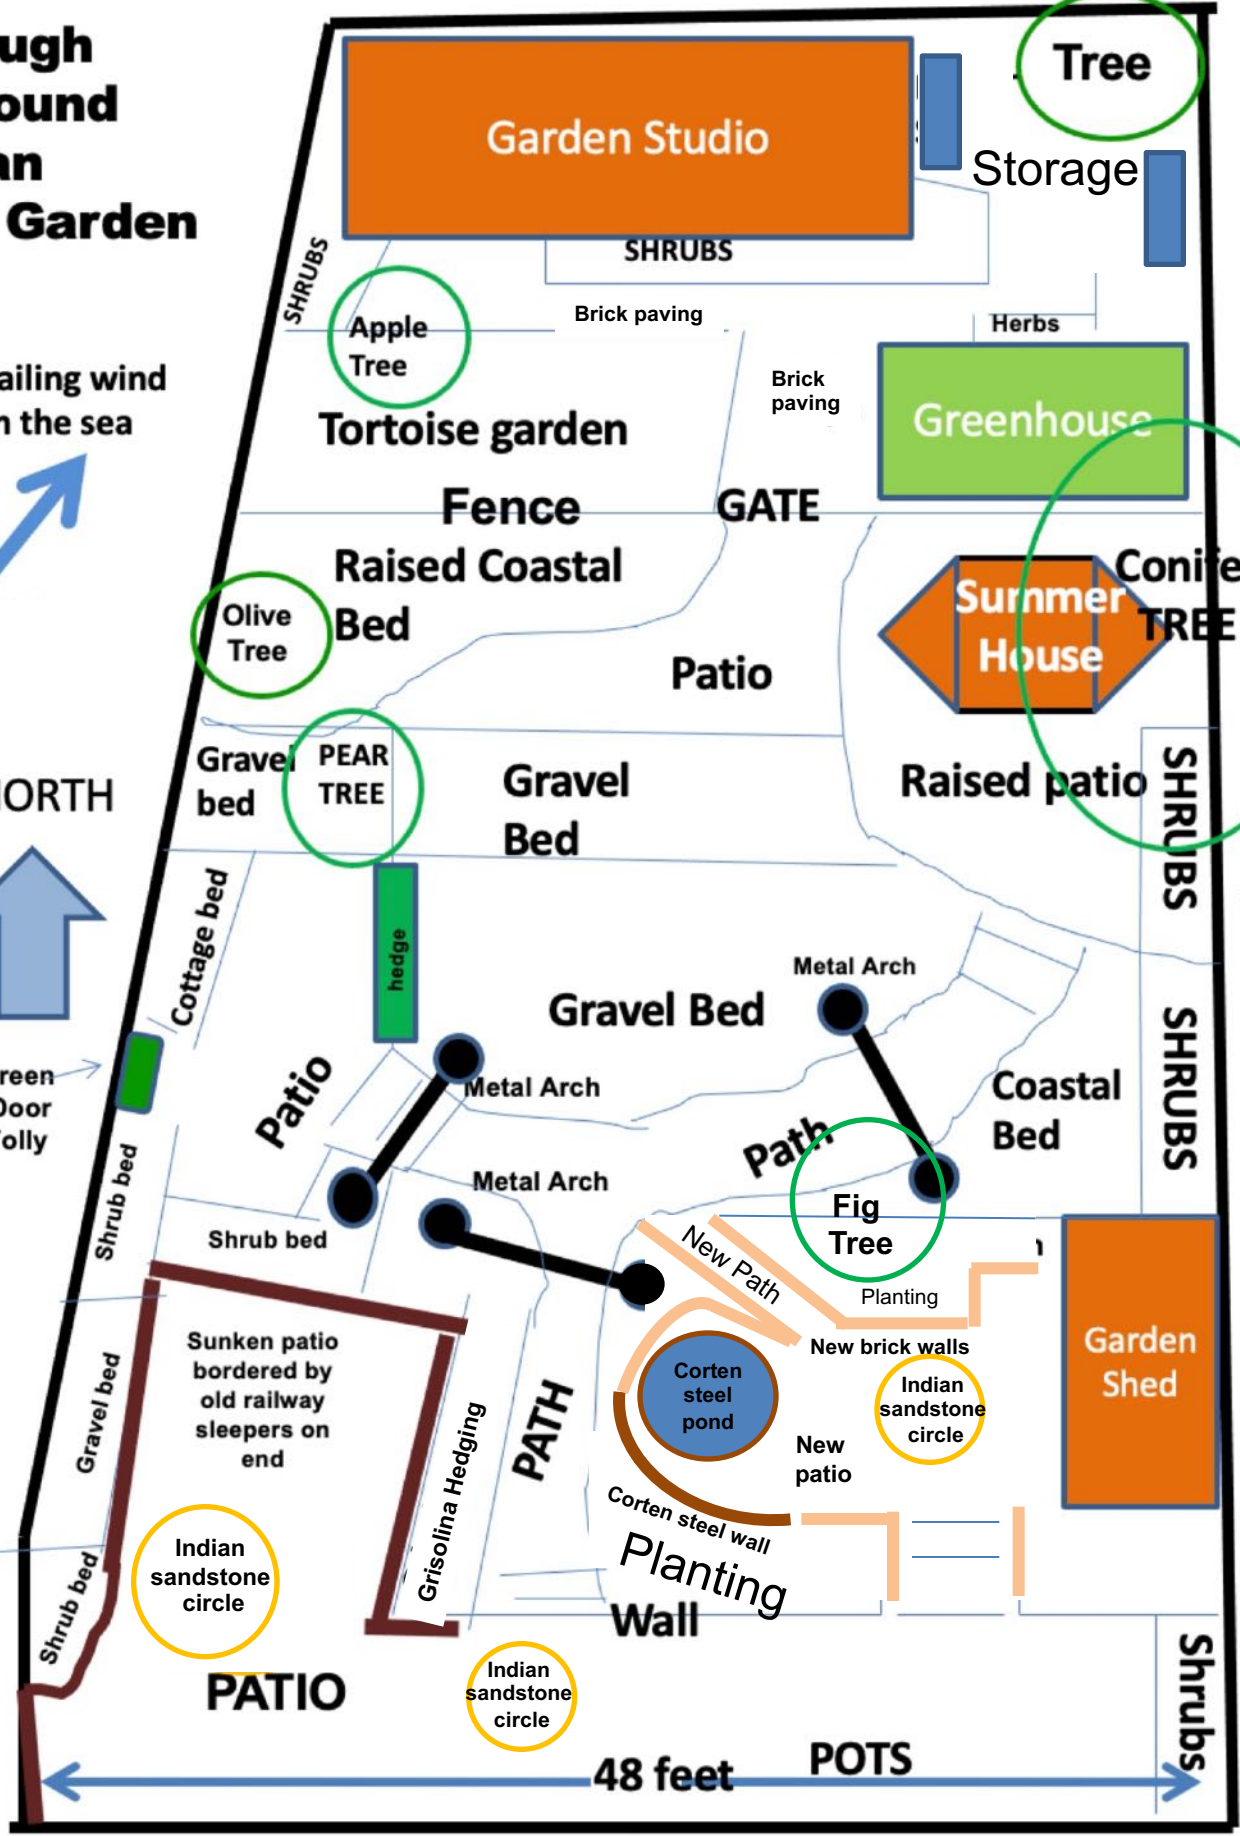 ugh
ound
an
Garden
Tree
Garden Studio
Storage
SHRUBS
SHRUBS
Brick paving
Herbs
Apple
Tree
ailing wind
n the sea
Brick
paving
Greenhouse
Tortoise garden
Fence
GATE
Raised Coastal
Bed
Olive
Tree
Conife
TREE
Summer
House
Patio
Gravel
bed
PEAR
TREE
Gravel
Bed
Raised patio
SHRUBS
ORTH
Cottage bed
hedge
Metal Arch
Gravel Bed
SHRUBS
reen
Door
olly
Patio
Metal Arch
Coastal
Bed
Path
Metal Arch
Shrub bed
Shrub bed
Fig
Tree
New Path
Planting
New brick walls
Sunken patio
bordered by
old railway
sleepers on
end
Gravel bed
Grisolina Hedging
PATH
Corten
steel
pond
Indian
sandstone
circle
Garden
Shed
New
patio
Corten steel wall
Planting
Indian
sandstone
circle
Shrub bed
Wall
PATIO
Indian
sandstone
circle
Shrubs
48 feet
POTS